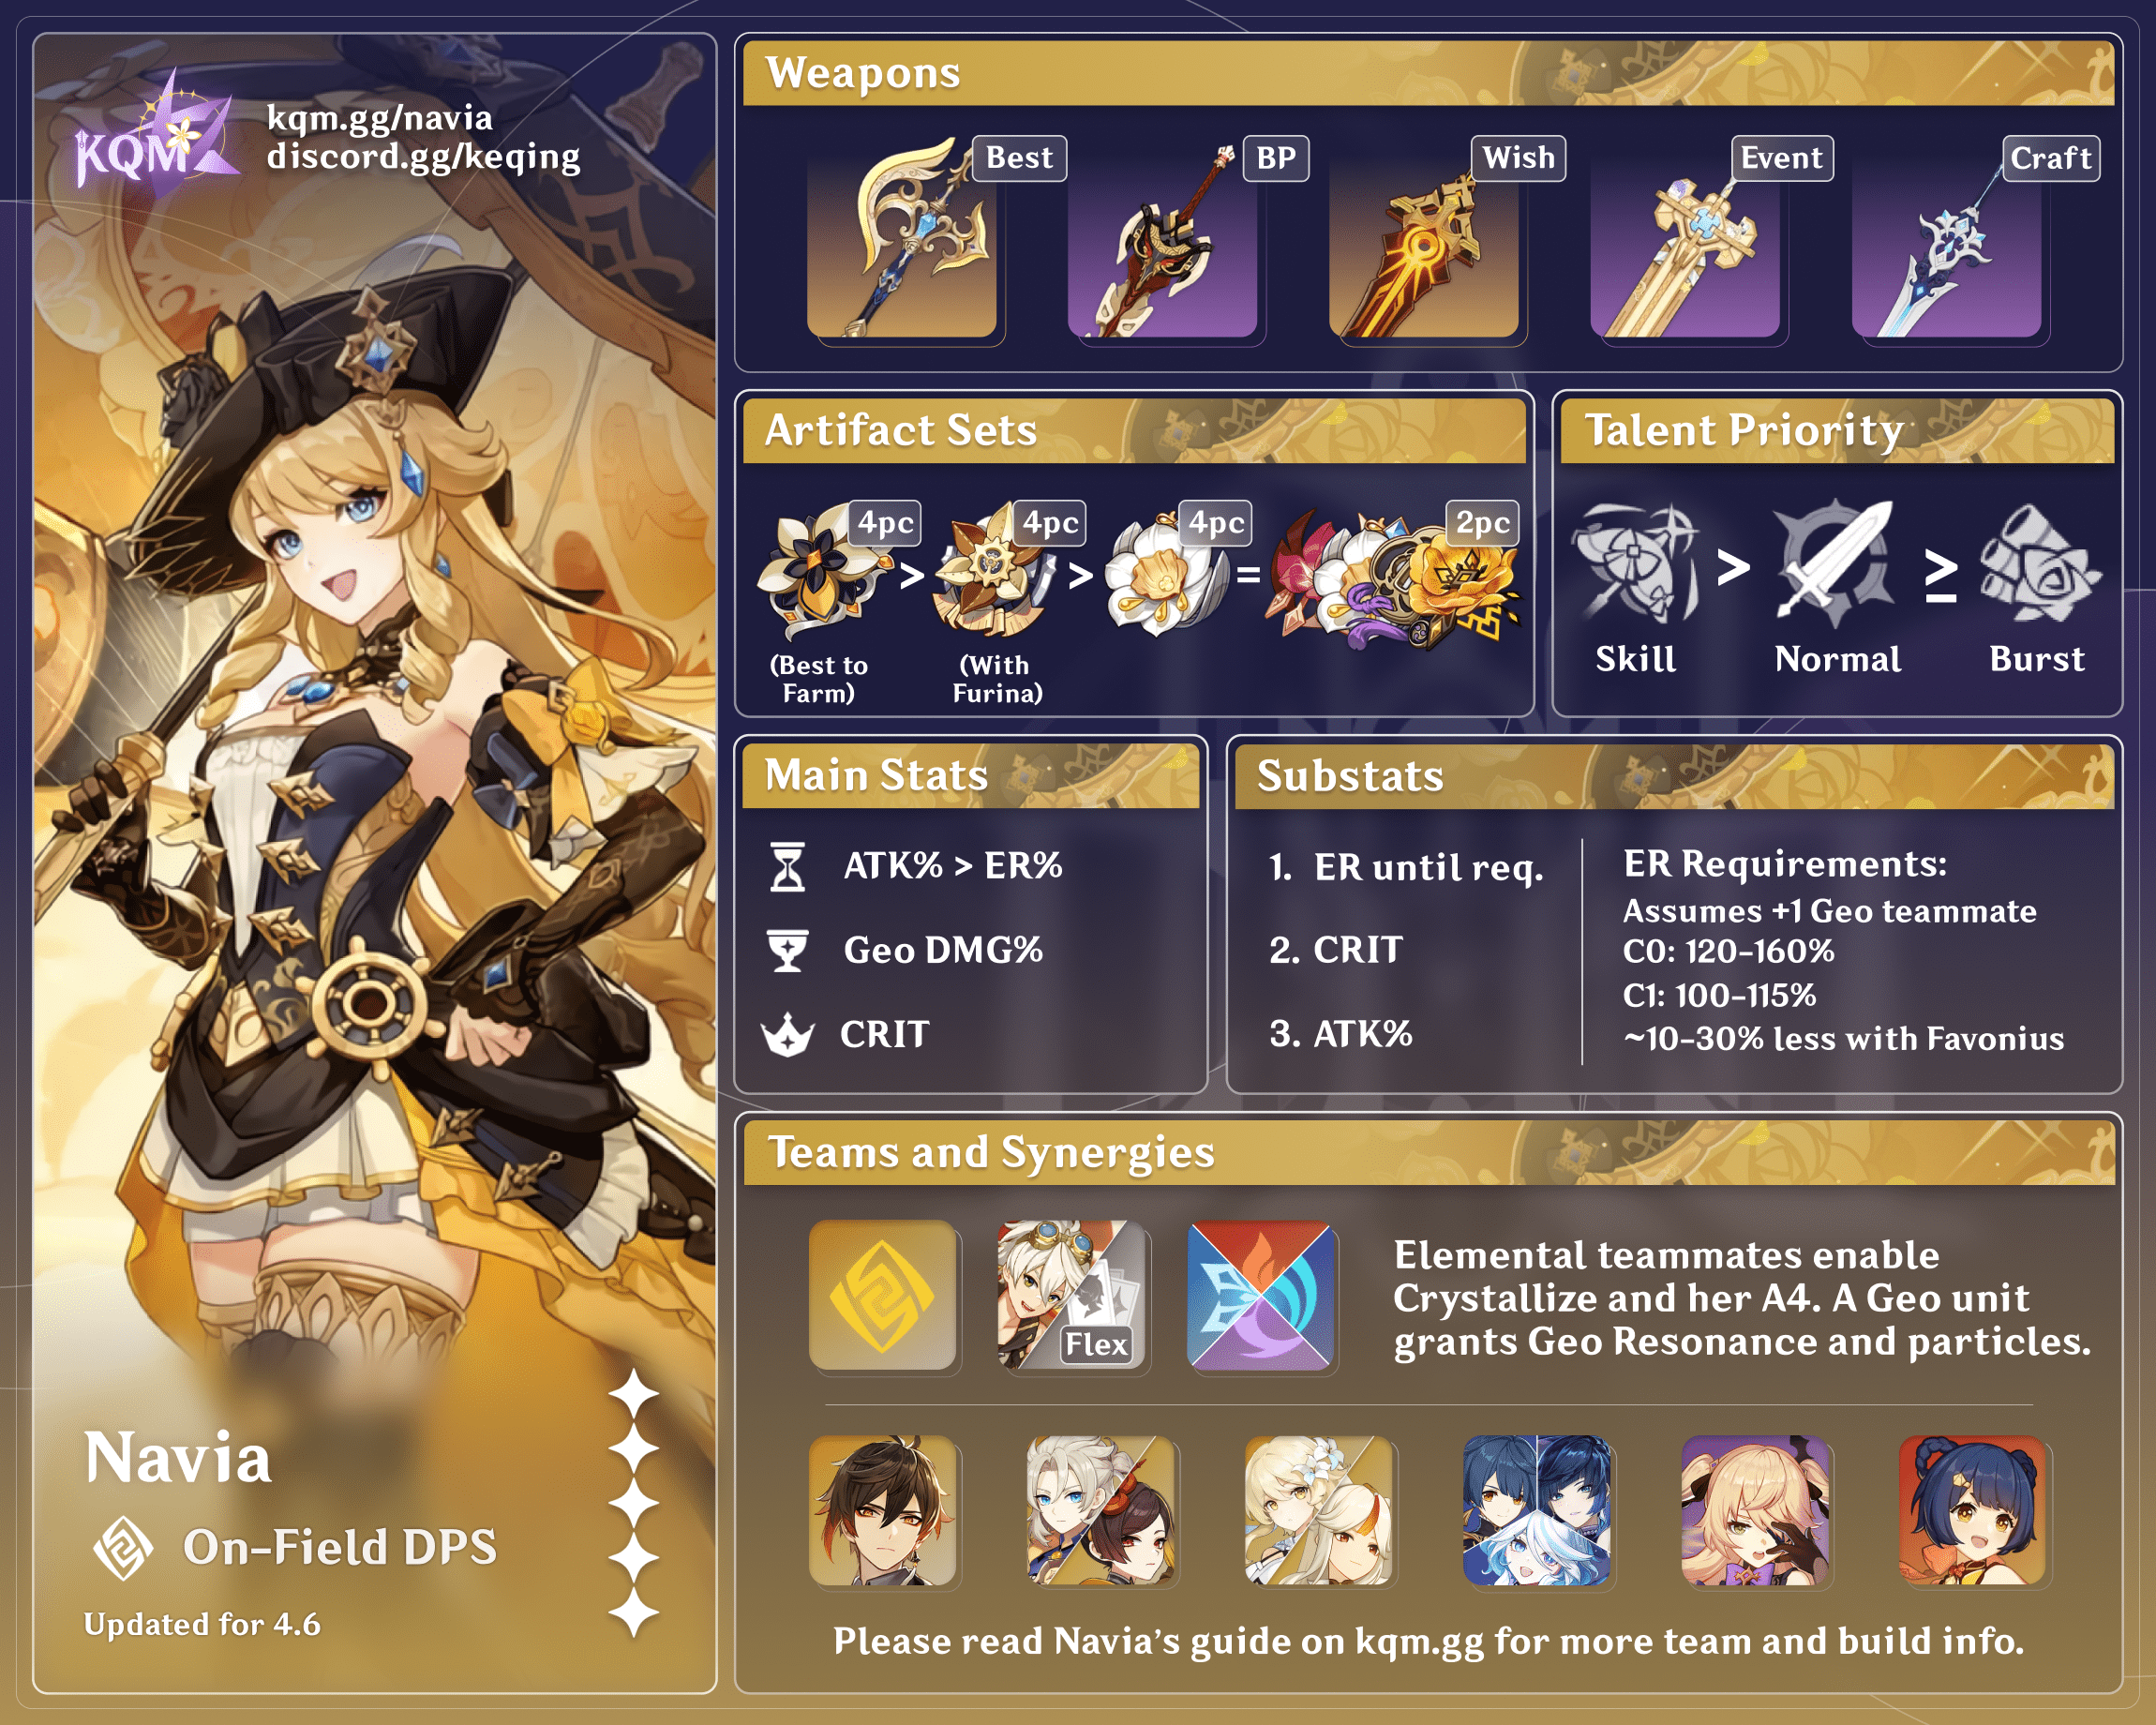 KQM
kqm.gg/navia
discord.gg/keqing
Navia
On-Field DPS
Updated for 4.6
Weapons
Best
BP
Wish
Event
Craft
Artifact Sets
4pc
>
4pc
>
4pc
=
2pc
(Best to
Farm)
(With
Furina)
Talent Priority
>
≥
Skill
Normal
Burst
Main Stats
ATK% > ER%
Geo DMG%
CRIT
Substats
1. ER until req.
2. CRIT
3. ATK%
ER Requirements:
Assumes +1 Geo teammate
C0: 120-160%
C1: 100-115%
~10-30% less with Favonius
Teams and Synergies
Flex
Elemental teammates enable
Crystallize and her A4. A Geo unit
grants Geo Resonance and particles.
Please read Navia's guide on kqm.gg for more team and build info.